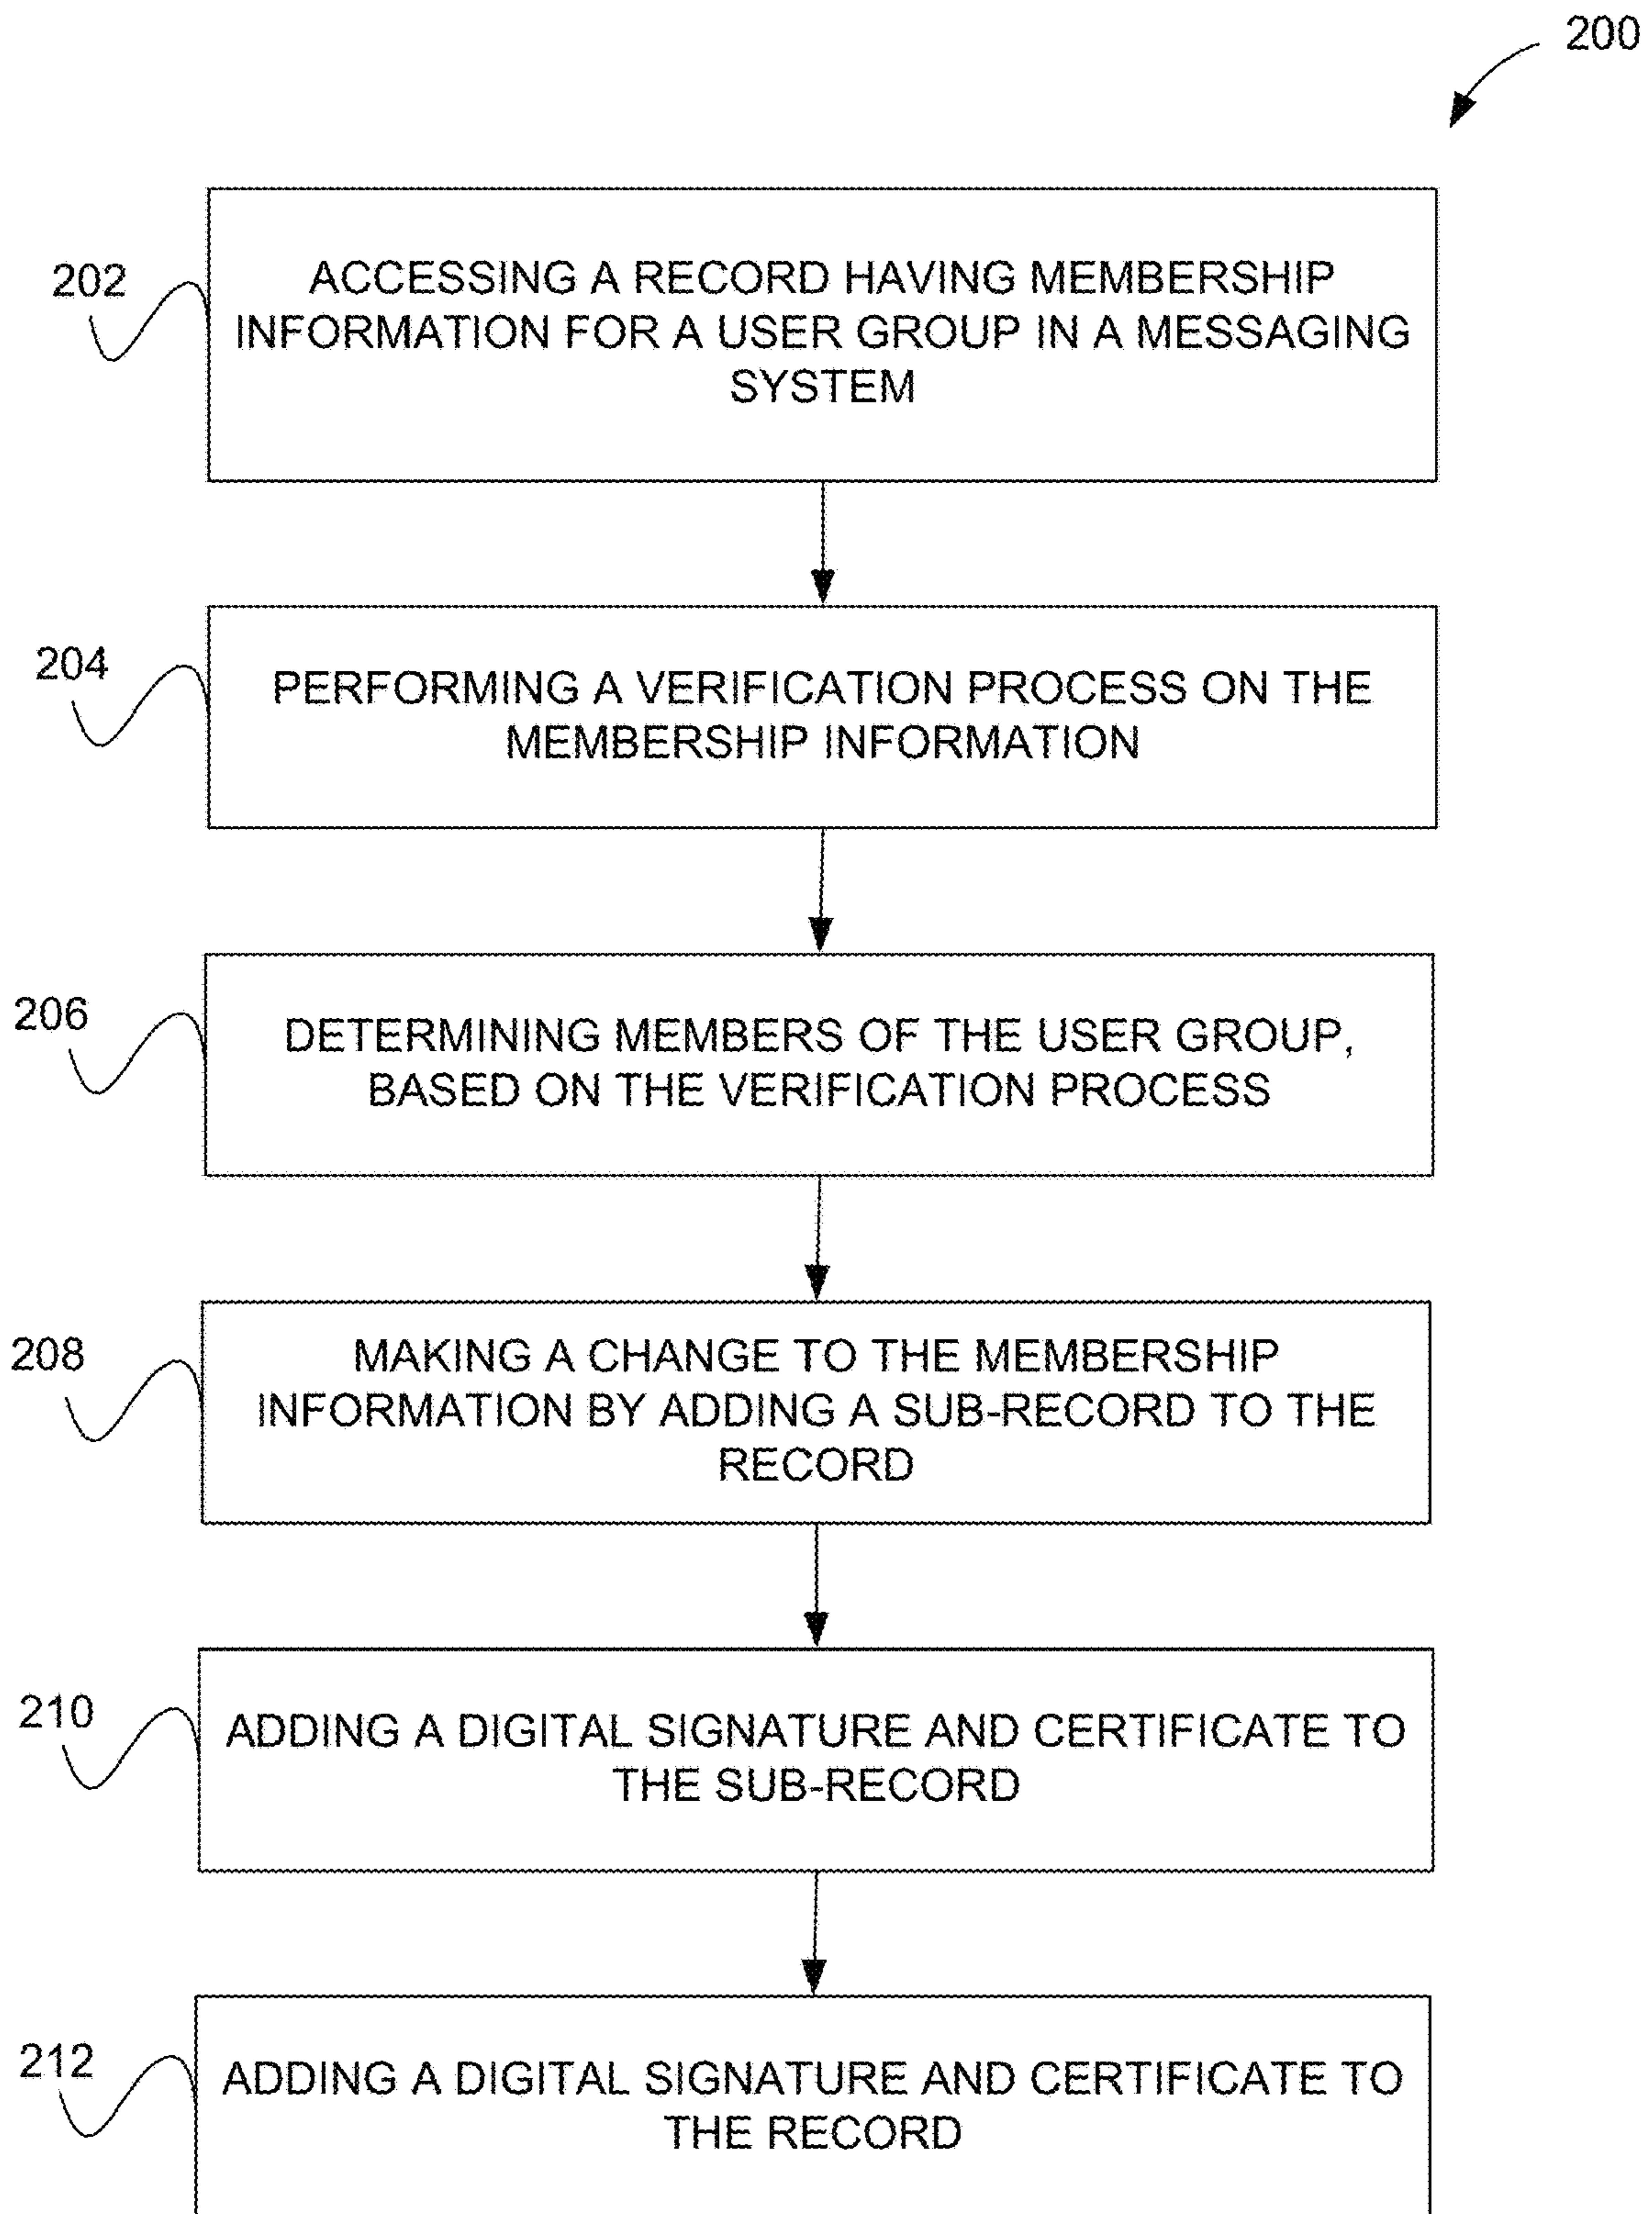 200
202
ACCESSING A RECORD HAVING MEMBERSHIP
INFORMATION FOR A USER GROUP IN A MESSAGING
SYSTEM
204
PERFORMING A VERIFICATION PROCESS ON THE
MEMBERSHIP INFORMATION
206
DETERMINING MEMBERS OF THE USER GROUP,
BASED ON THE VERIFICATION PROCESS
208
MAKING A CHANGE TO THE MEMBERSHIP
INFORMATION BY ADDING A SUB-RECORD TO THE
RECORD
210
ADDING A DIGITAL SIGNATURE AND CERTIFICATE TO
THE SUB-RECORD
212
ADDING A DIGITAL SIGNATURE AND CERTIFICATE TO
THE RECORD